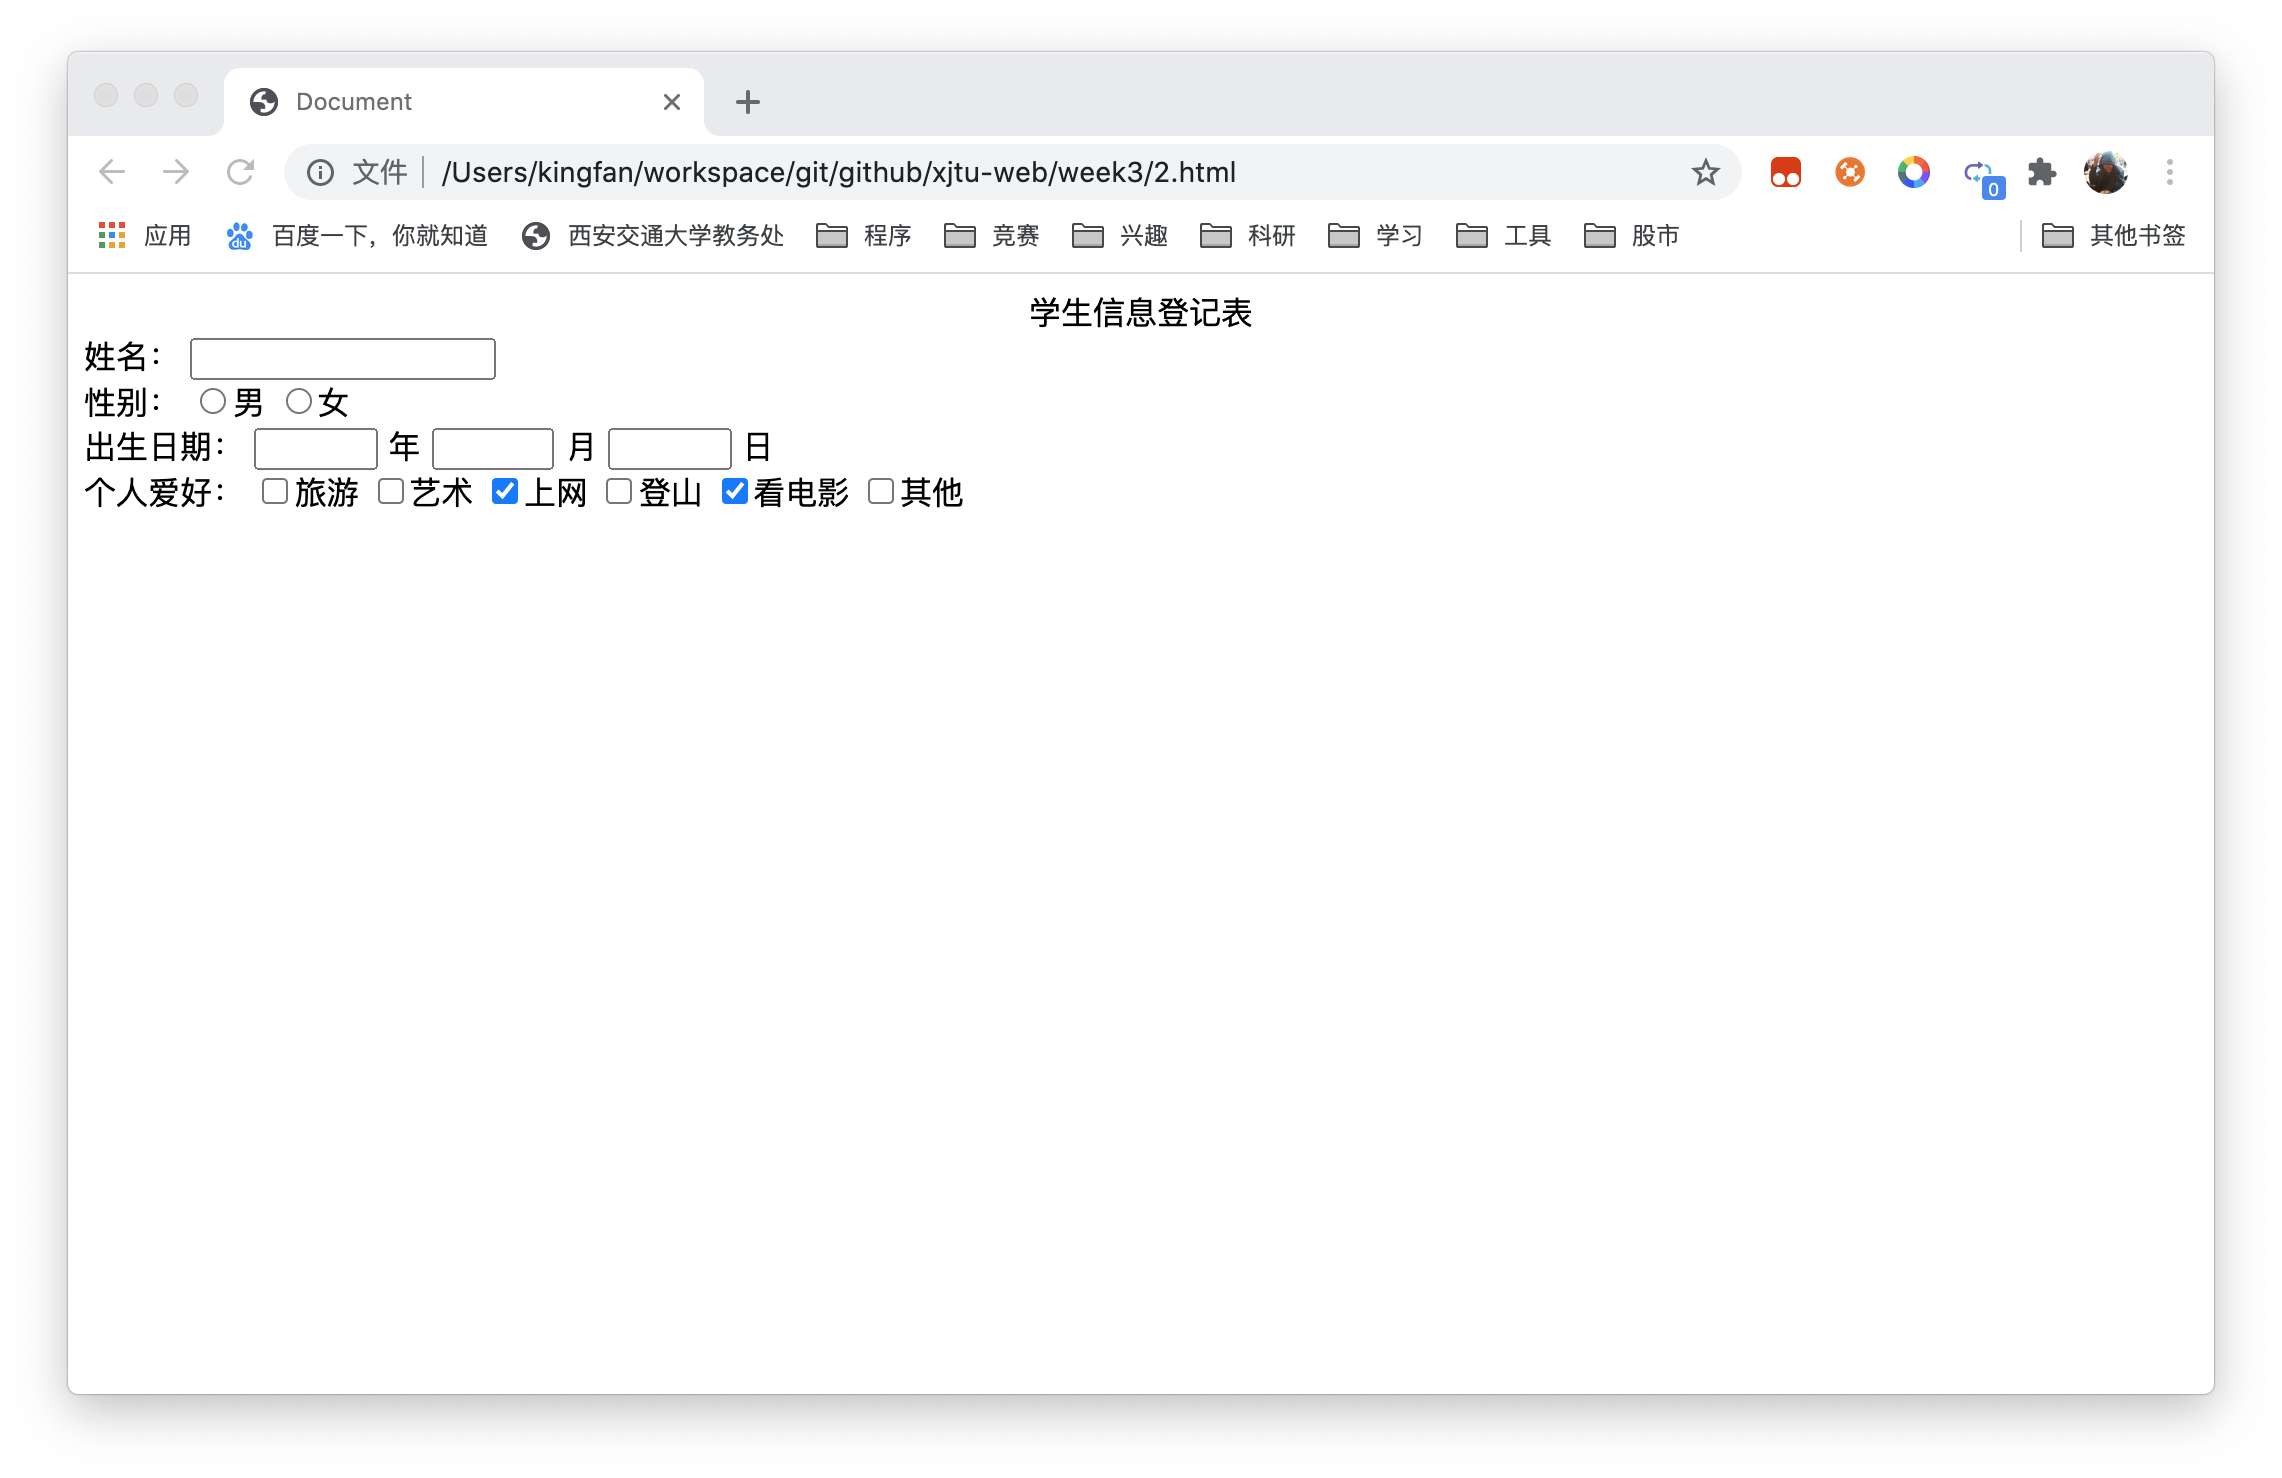 Document
文件 /Users/kingfan/workspace/git/github/xjtu-web/week3/2.html 0
应用 百度一下，你就知道 西安交通大学教务处 程序 竞赛 兴趣 科研 学习 工具 股市 其他书签
学生信息登记表
姓名：
性别： 男 女
出生日期： 年 月 日
个人爱好： 旅游 艺术 上网 登山 看电影 其他